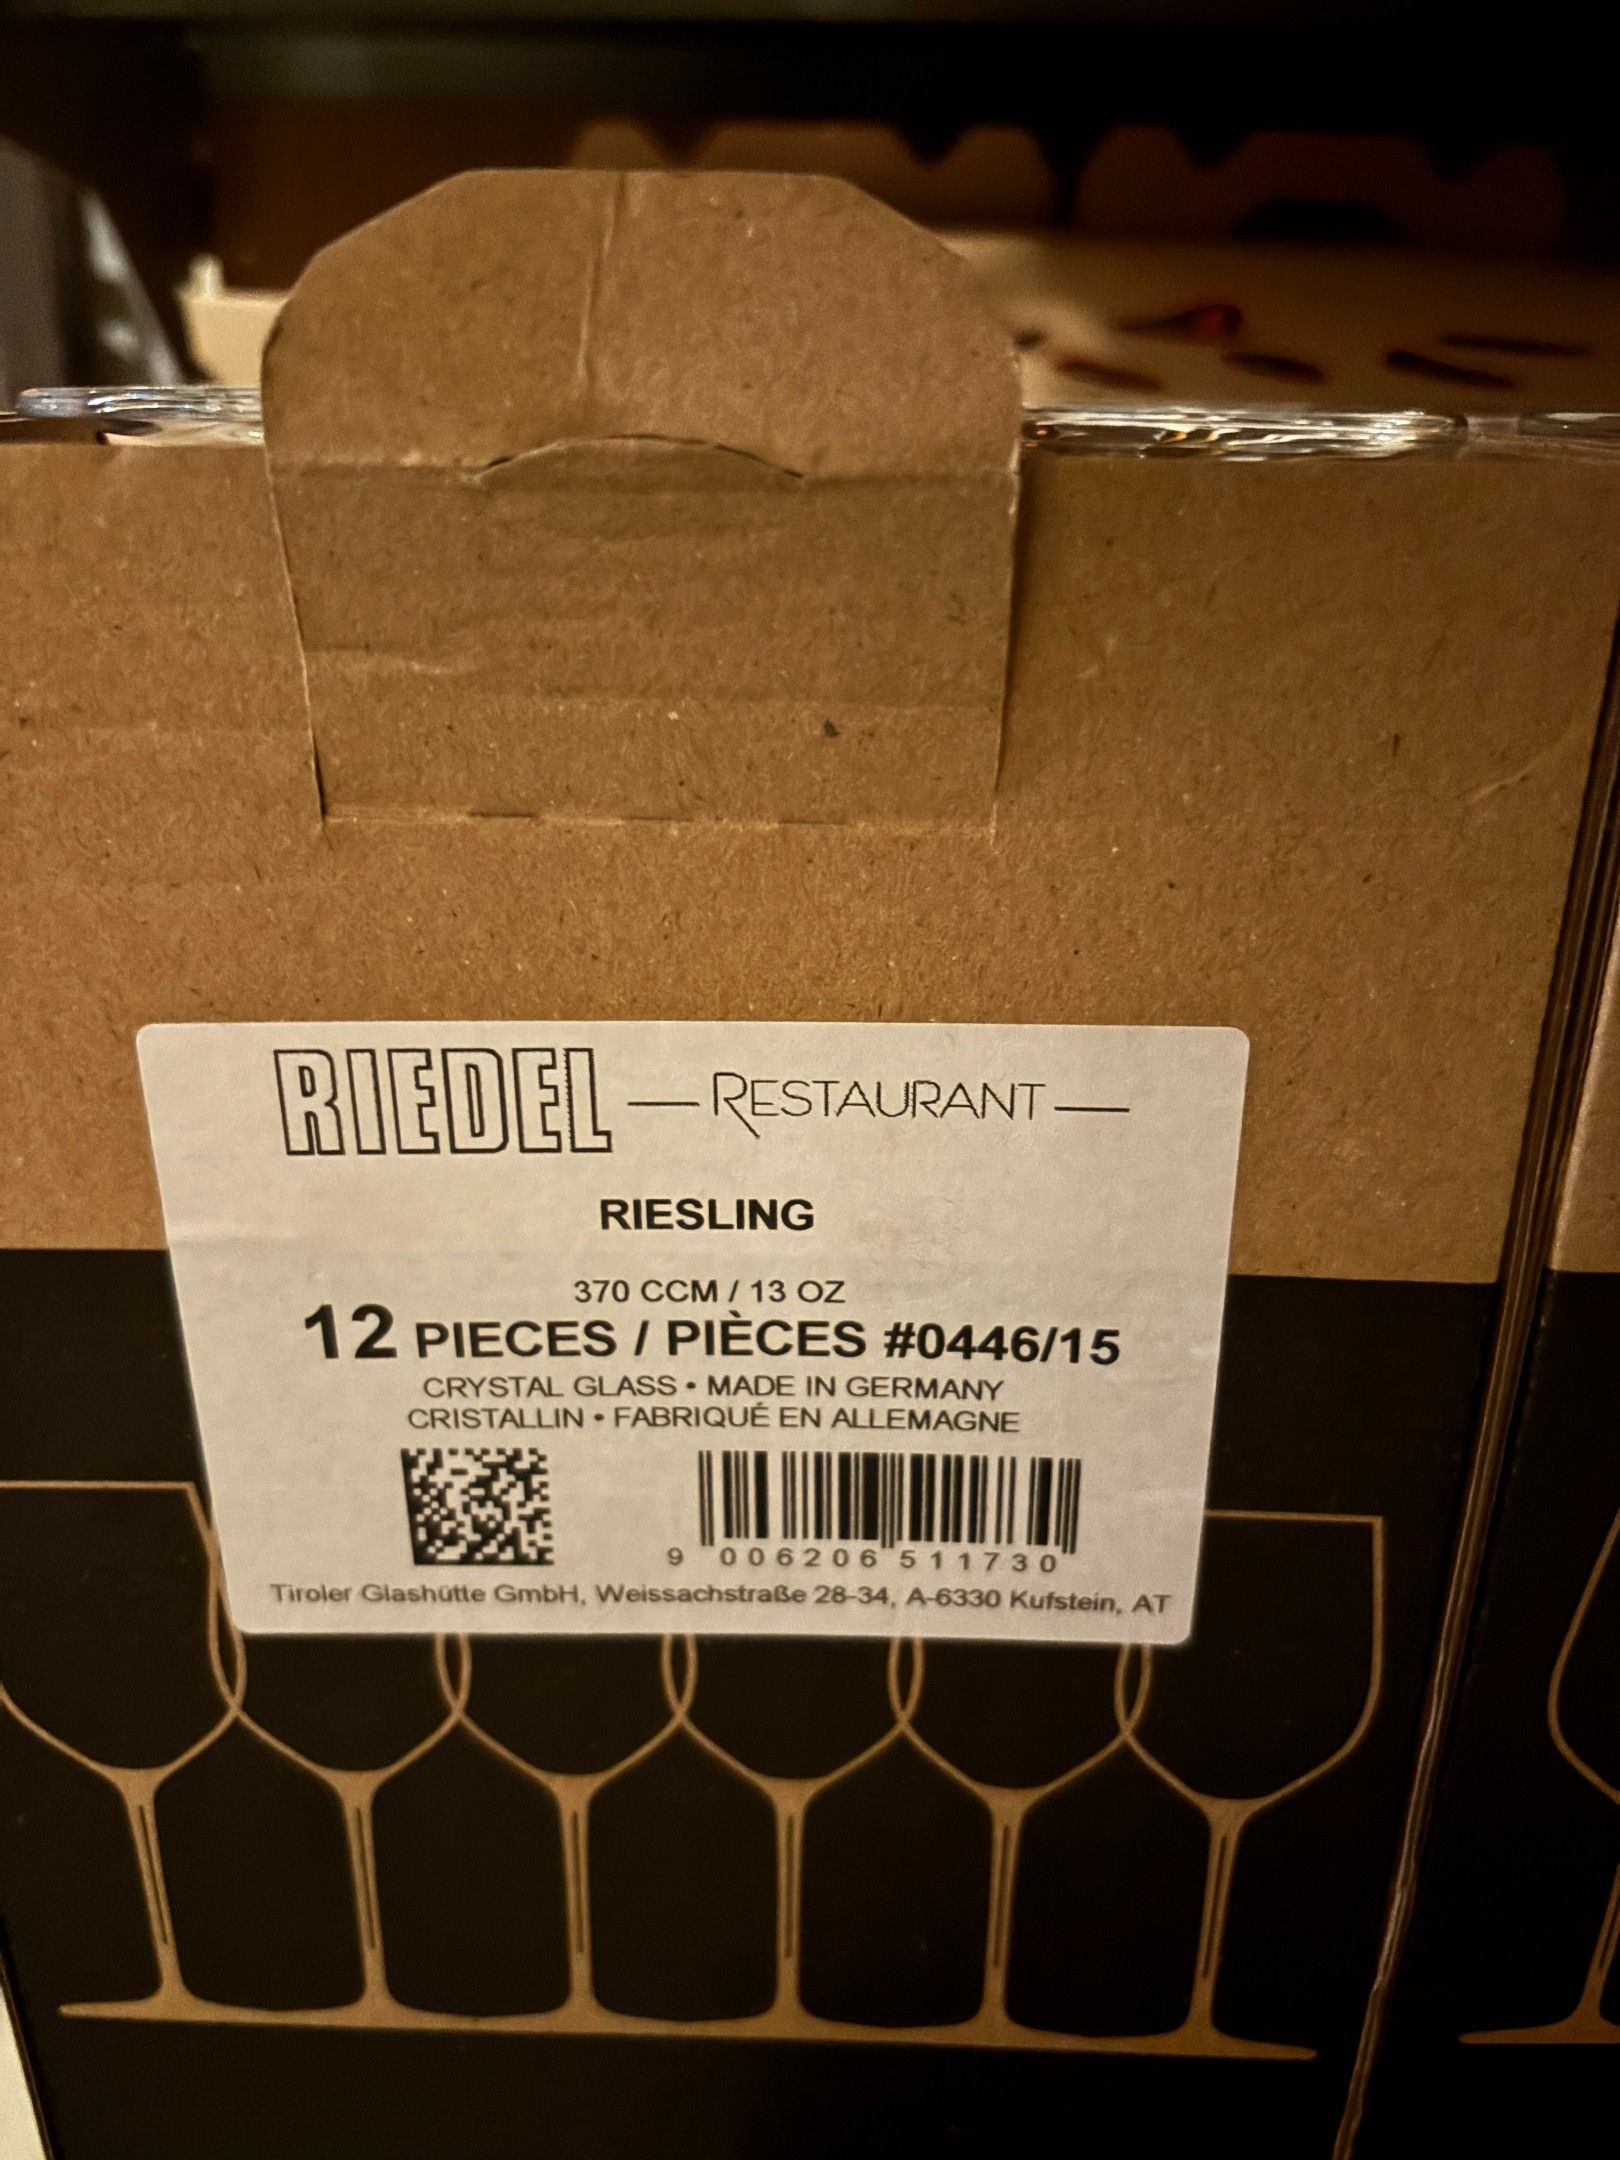 RIEDEL — RESTAURANT —
RIESLING
370 CCM / 13 OZ
12 PIECES / PIÈCES #0446/15
CRYSTAL GLASS • MADE IN GERMANY
CRISTALLIN • FABRIQUÉ EN ALLEMAGNE
9 006206 511730
Tiroler Glashütte GmbH, Weissachstraße 28-34, A-6330 Kufstein, AT